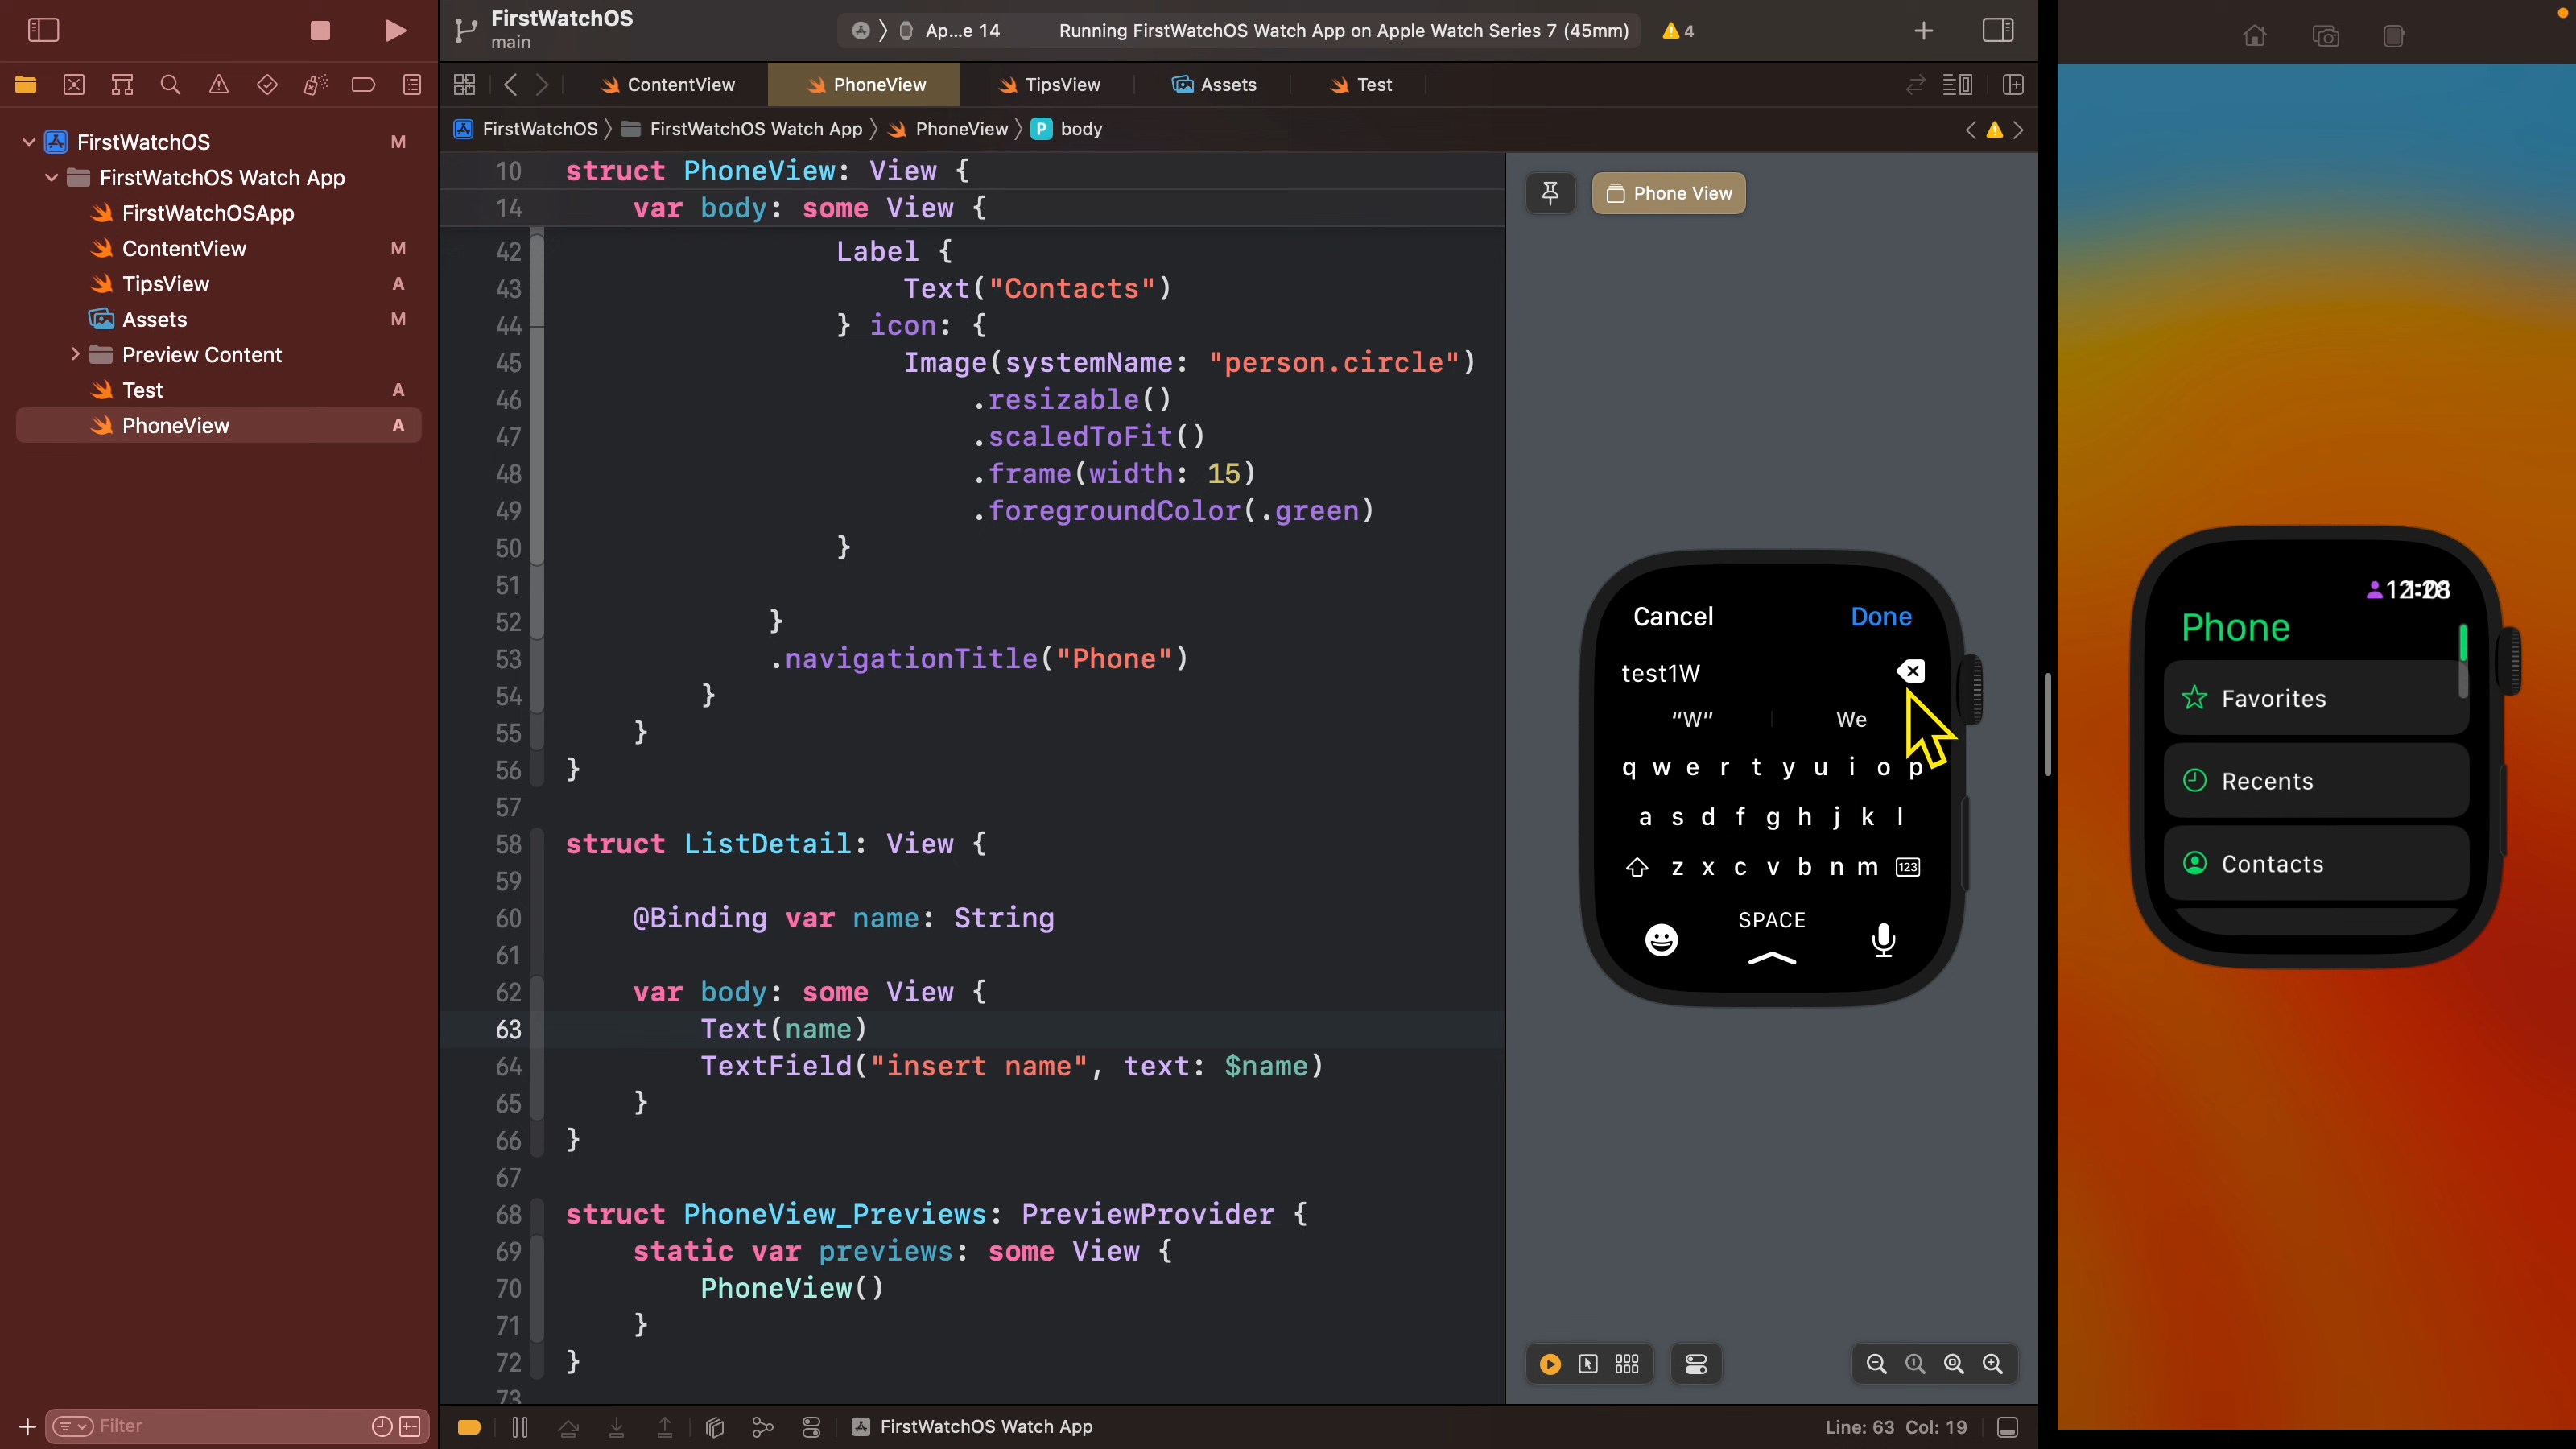 FirstWatchOS
main
Ap...e 14
Running FirstWatchOS Watch App on Apple Watch Series 7 (45mm)
4
ContentView
PhoneView
TipsView
Assets
Test
FirstWatchOS
FirstWatchOS Watch App
PhoneView
P body
FirstWatchOS M
FirstWatchOS Watch App
FirstWatchOSApp
ContentView M
TipsView A
Assets M
Preview Content
Test A
PhoneView A
Filter
10 struct PhoneView: View {
14 var body: some View {
42 Label {
43 Text("Contacts")
44 } icon: {
45 Image(systemName: "person.circle")
46 .resizable()
47 .scaledToFit()
48 .frame(width: 15)
49 .foregroundColor(.green)
50 }
51
52 }
53 .navigationTitle("Phone")
54 }
55 }
56 }
57
58 struct ListDetail: View {
59
60 @Binding var name: String
61
62 var body: some View {
63 Text(name)
64 TextField("insert name", text: $name)
65 }
66 }
67
68 struct PhoneView_Previews: PreviewProvider {
69 static var previews: some View {
70 PhoneView()
71 }
72 }
73
Phone View
Cancel Done
test1W
“W” We
q w e r t y u i o p
a s d f g h j k l
z x c v b n m 123
SPACE
FirstWatchOS Watch App
Line: 63 Col: 19
Phone
Favorites
Recents
Contacts